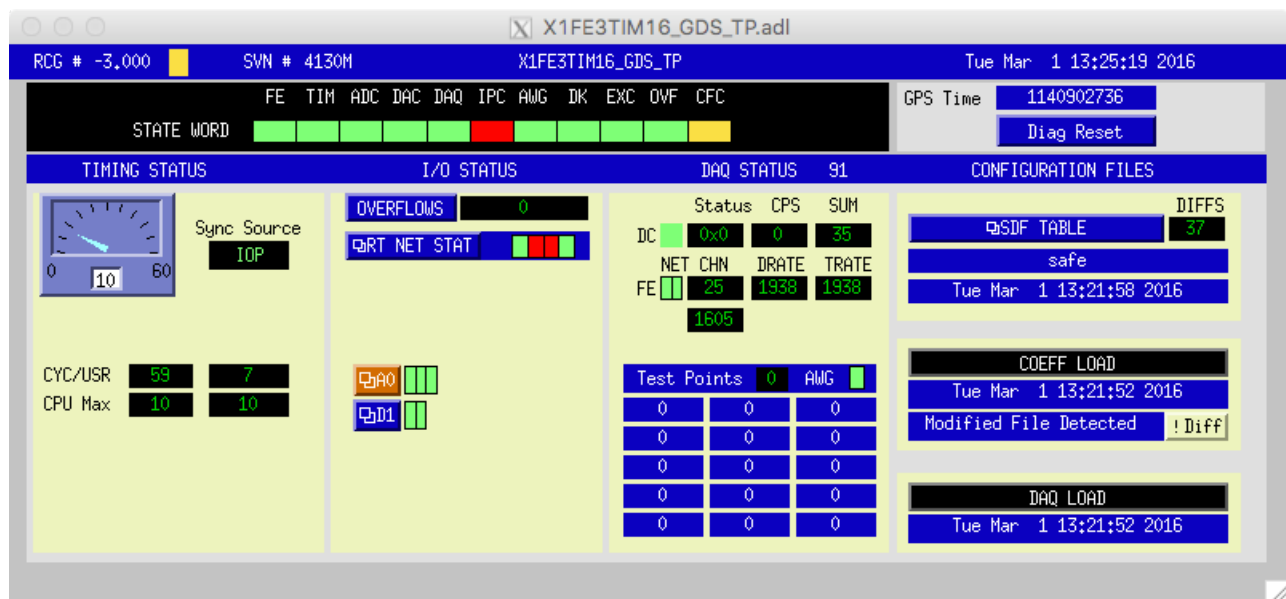 X1FE3TIM16_GDS_TP.adl
RCG # -3.000 SVN # 4130M X1FE3TIM16_GDS_TP Tue Mar 1 13:25:19 2016
FE TIM ADC DAC DAQ IPC AWG DK EXC OVF CFC
STATE WORD
GPS Time 1140902736
Diag Reset
TIMING STATUS I/O STATUS DAQ STATUS 91 CONFIGURATION FILES
0 10 60
Sync Source
IOP
CYC/USR 59 7
CPU Max 10 10
OVERFLOWS 0
RT NET STAT
A0
D1
Status CPS SUM
DC 0x0 0 35
NET CHN DRATE TRATE
FE 25 1938 1938
1605
Test Points 0 AWG
0 0 0
0 0 0
0 0 0
0 0 0
0 0 0
DIFFS
SDF TABLE 37
safe
Tue Mar 1 13:21:58 2016
COEFF LOAD
Tue Mar 1 13:21:52 2016
Modified File Detected ! Diff
DAQ LOAD
Tue Mar 1 13:21:52 2016